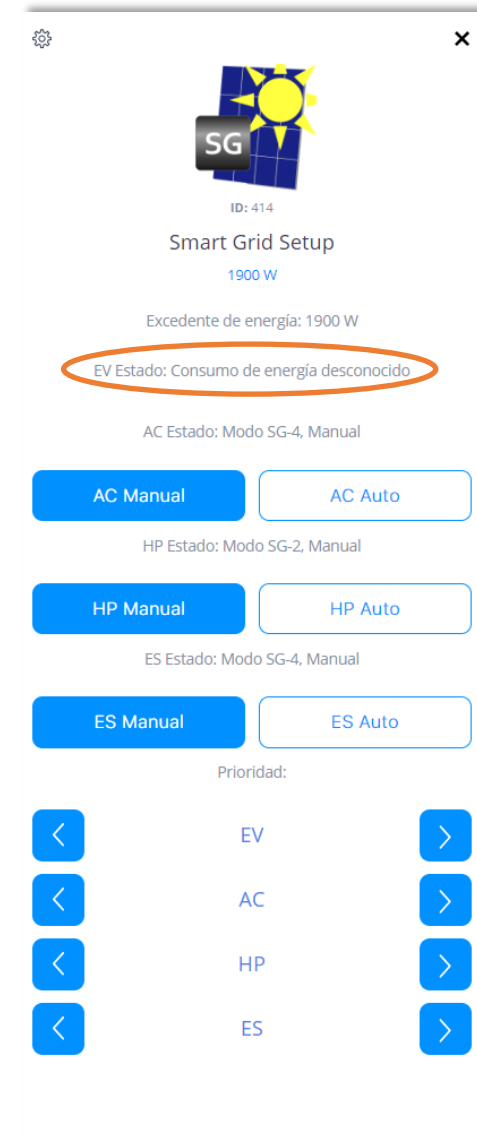 SG
ID: 414
Smart Grid Setup
1900 W
Excedente de energía: 1900 W
EV Estado: Consumo de energía desconocido
AC Estado: Modo SG-4, Manual
AC Manual AC Auto
HP Estado: Modo SG-2, Manual
HP Manual HP Auto
ES Estado: Modo SG-4, Manual
ES Manual ES Auto
Prioridad:
EV
AC
HP
ES